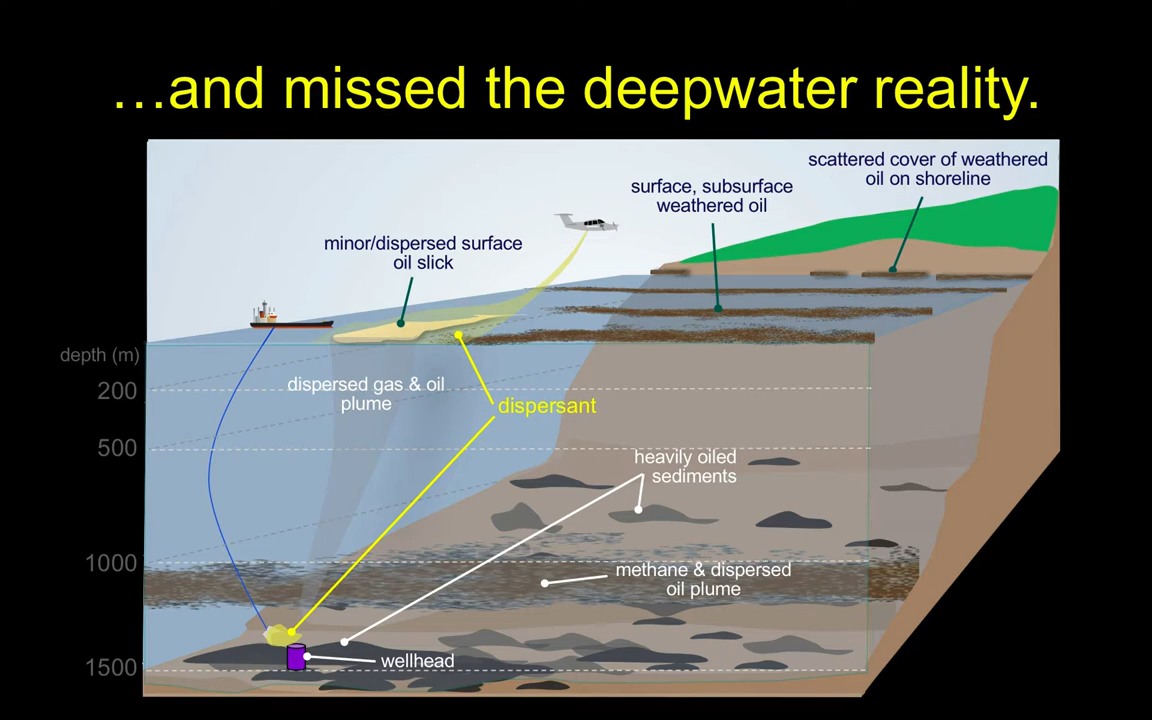 …and missed the deepwater reality.
scattered cover of weathered
oil on shoreline
surface, subsurface
weathered oil
minor/dispersed surface
oil slick
depth (m)
200
dispersed gas & oil
plume
dispersant
500
heavily oiled
sediments
1000
methane & dispersed
oil plume
wellhead
1500